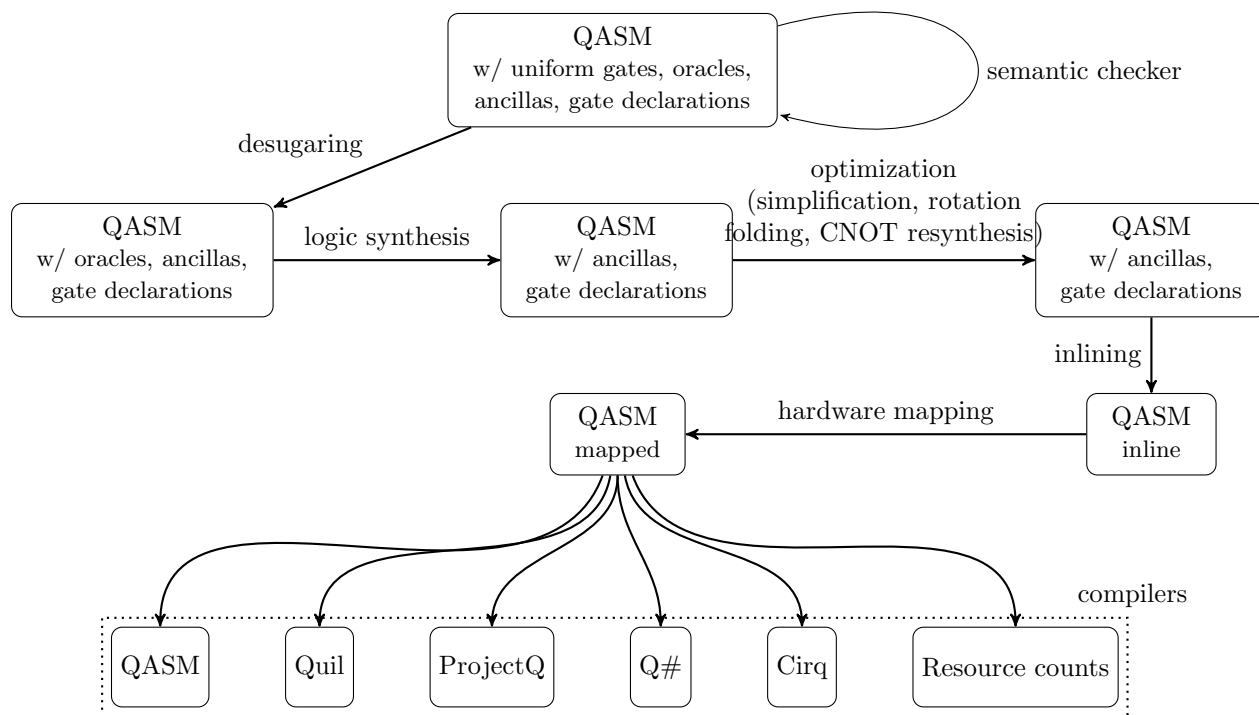 QASM
w/ uniform gates, oracles,
ancillas, gate declarations
semantic checker
desugaring
QASM
w/ oracles, ancillas,
gate declarations
logic synthesis
QASM
w/ ancillas,
gate declarations
optimization
(simplification, rotation
folding, CNOT resynthesis)
QASM
w/ ancillas,
gate declarations
inlining
QASM
inline
hardware mapping
QASM
mapped
compilers
QASM
Quil
ProjectQ
Q#
Cirq
Resource counts